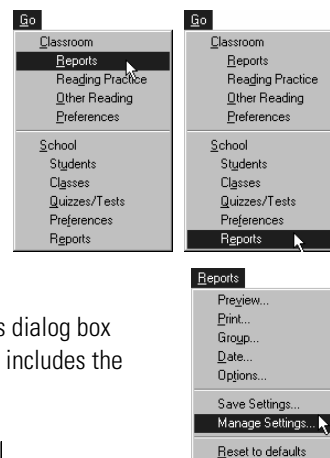 Go
Classroom
Reports
Reading Practice
Other Reading
Preferences
School
Students
Classes
Quizzes/Tests
Preferences
Reports
Go
Classroom
Reports
Reading Practice
Other Reading
Preferences
School
Students
Classes
Quizzes/Tests
Preferences
Reports
s dialog box
includes the
Reports
Preview...
Print...
Group...
Date...
Options...
Save Settings...
Manage Settings...
Reset to defaults